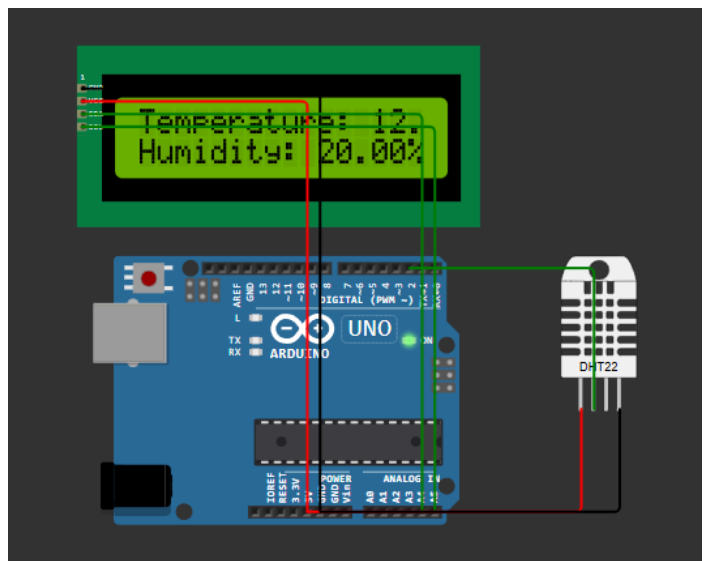 1
Temperature: 12.
Humidity: 20.00%
AREF
GND
13
12
~11
~10
~9
8
7
~6
~5
4
~3
2
DIGITAL (PWM ~)
L
TX
RX
UNO
ARDUINO
ON
DHT22
IOREF
RESET
3.3V
5V
GND
GND
Vin
POWER
ANALOG IN
A0
A1
A2
A3
A4
A5